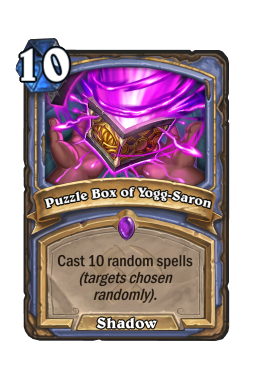 10
Puzzle Box of Yogg-Saron
Cast 10 random spells
(targets chosen
randomly).
Shadow